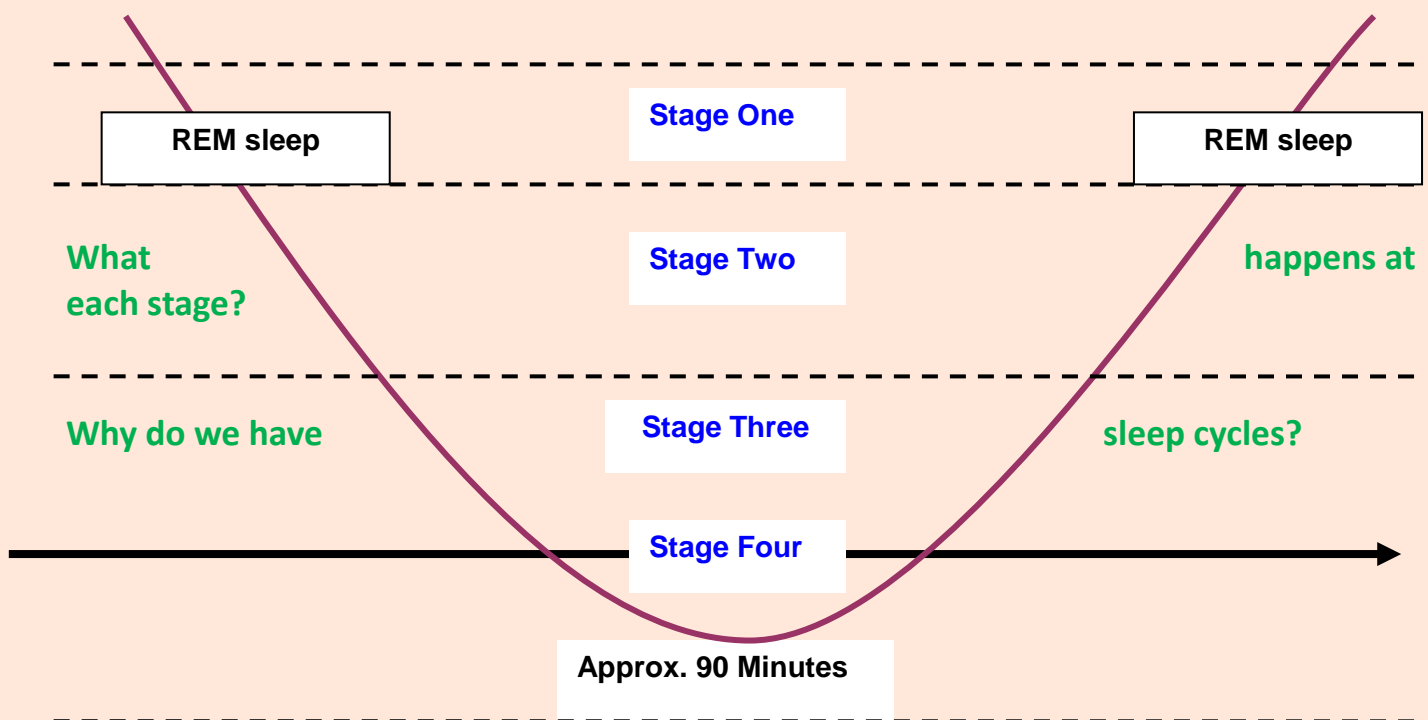 Stage One
REM sleep REM sleep
What Stage Two happens at
each stage?
Why do we have Stage Three sleep cycles?
Stage Four
Approx. 90 Minutes